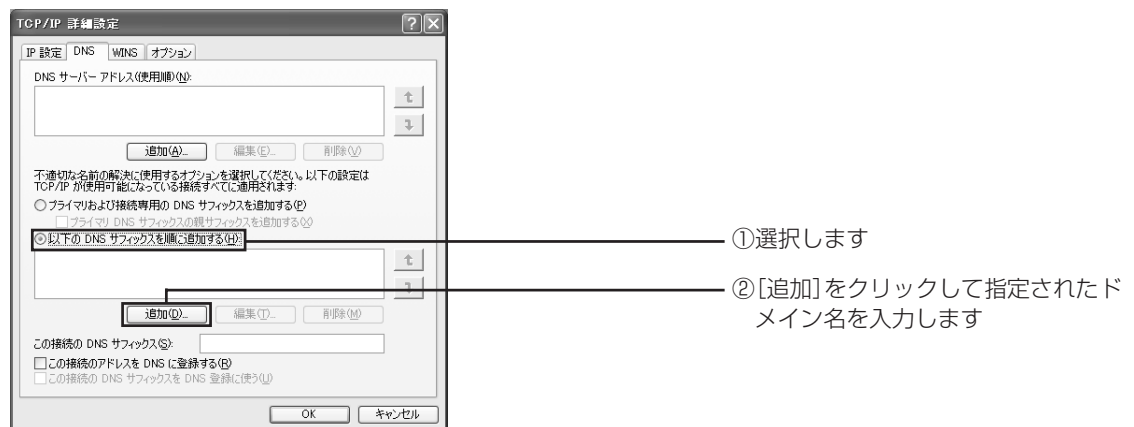 TCP/IP 詳細設定
IP 設定 DNS WINS オプション
DNS サーバー アドレス(使用順)(N):
追加(A)... 編集(E)... 削除(V)
不適切な名前の解決に使用するオプションを選択してください。以下の設定は
TCP/IP が使用可能になっている接続すべてに適用されます:
プライマリおよび接続専用の DNS サフィックスを追加する(P)
プライマリ DNS サフィックスの親サフィックスを追加する(X)
以下の DNS サフィックスを順に追加する(H):
①選択します
②[追加]をクリックして指定されたド
メイン名を入力します
追加(D)... 編集(T)... 削除(M)
この接続の DNS サフィックス(S):
この接続のアドレスを DNS に登録する(R)
この接続の DNS サフィックスを DNS 登録に使う(U)
OK キャンセル